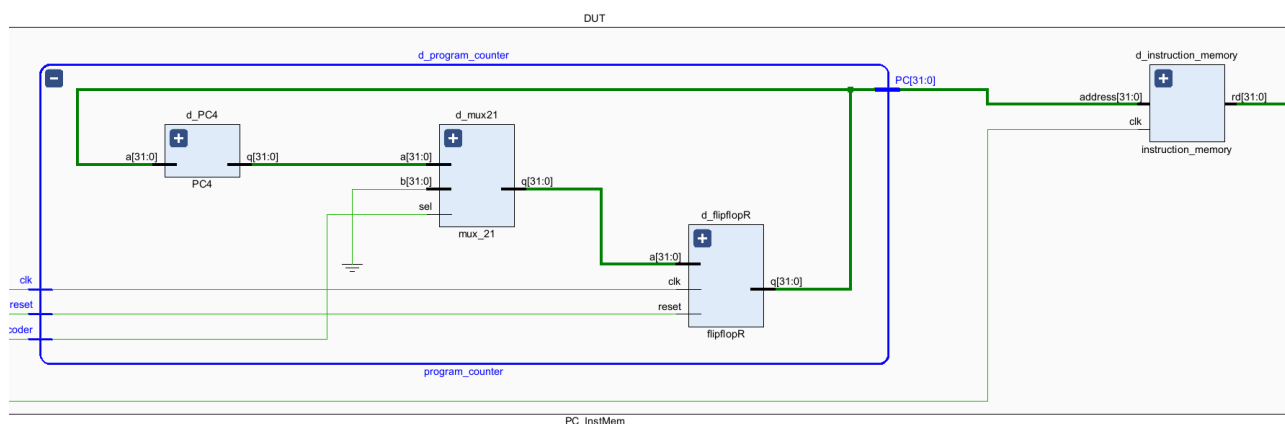 DUT
d_program_counter
d_instruction_memory
PC[31:0]
address[31:0]
rd[31:0]
clk
instruction_memory
d_PC4
a[31:0]
q[31:0]
PC4
d_mux21
a[31:0]
b[31:0]
q[31:0]
sel
mux_21
d_flipflopR
a[31:0]
clk
q[31:0]
reset
flipflopR
clk
reset
coder
program_counter
PC_InstMem